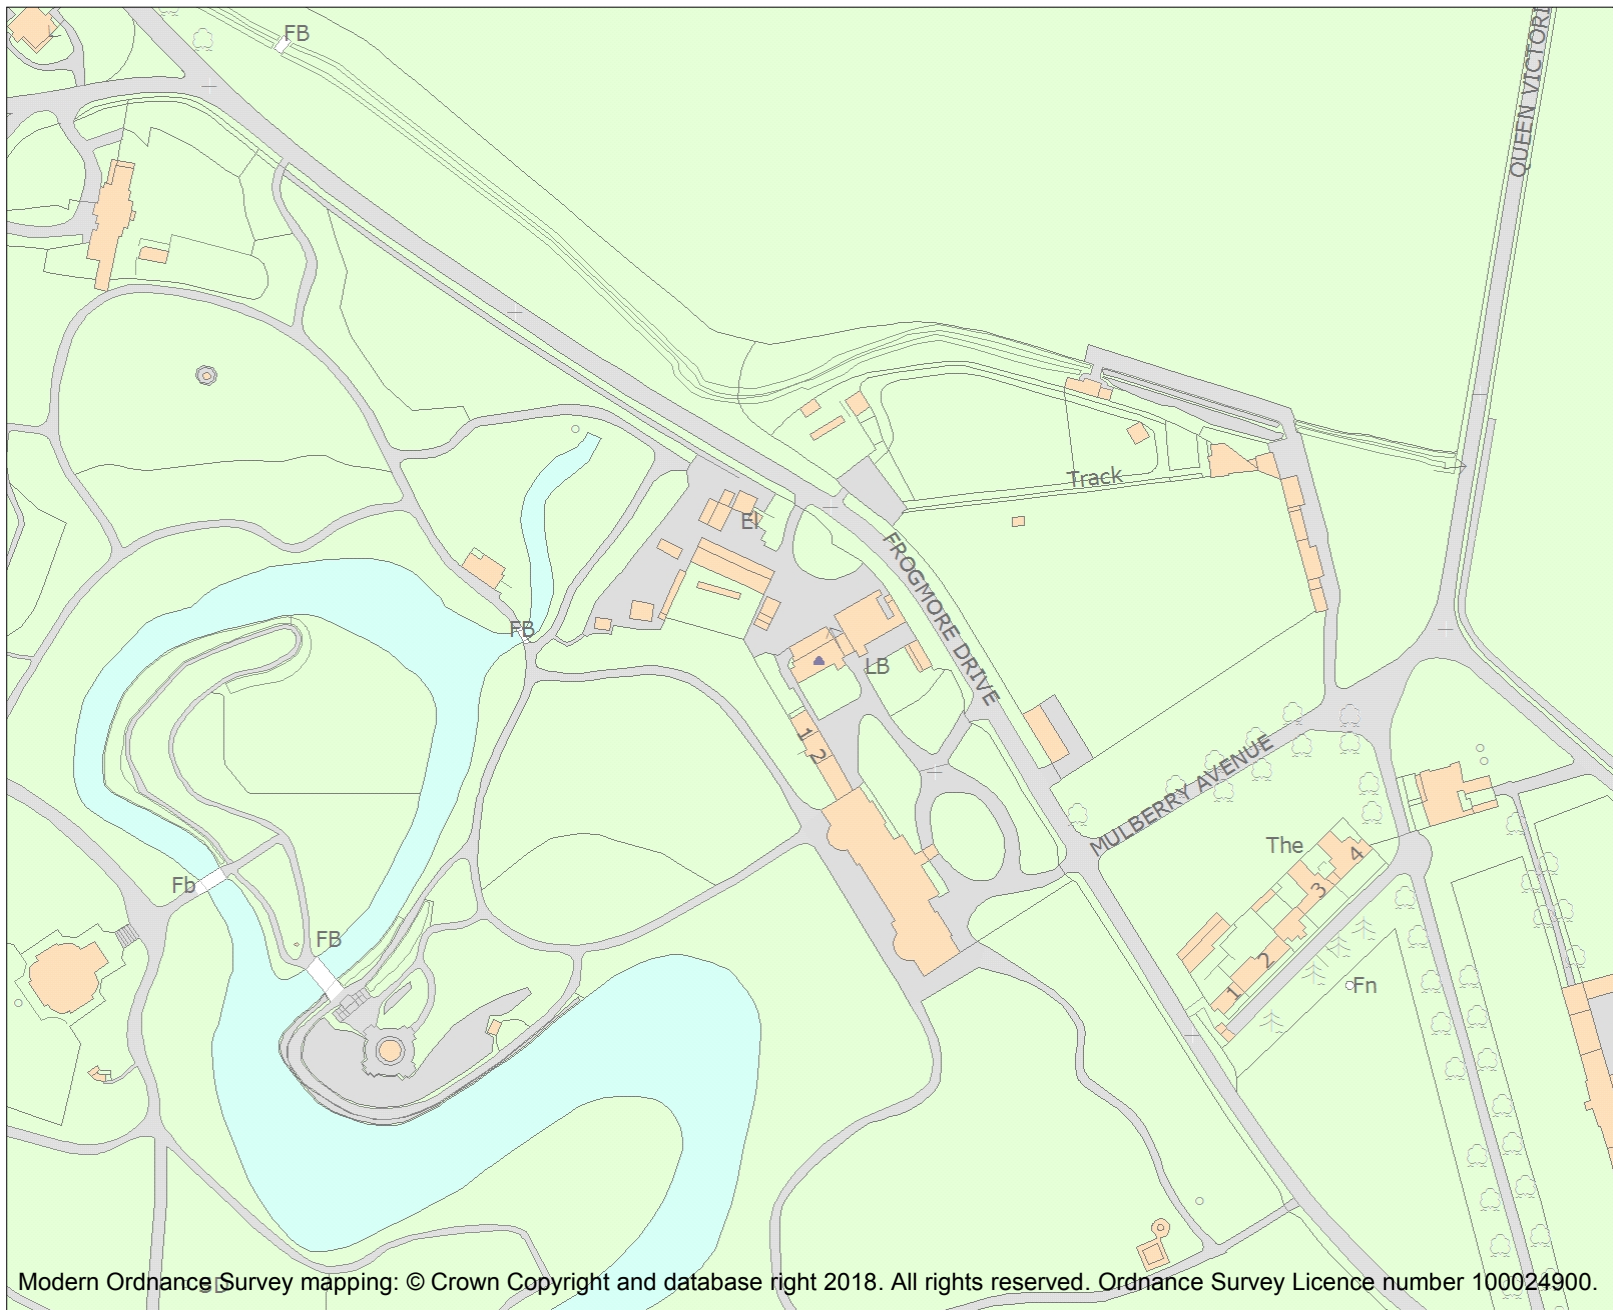 FB
QUEEN VICTORI
Track
El
FROGMORE DRIVE
FB
LB
1
2
MULBERRY AVENUE
The
4
3
2
1
Fb
FB
Fn
SD
Modern Ordnance Survey mapping: © Crown Copyright and database right 2018. All rights reserved. Ordnance Survey Licence number 100024900.